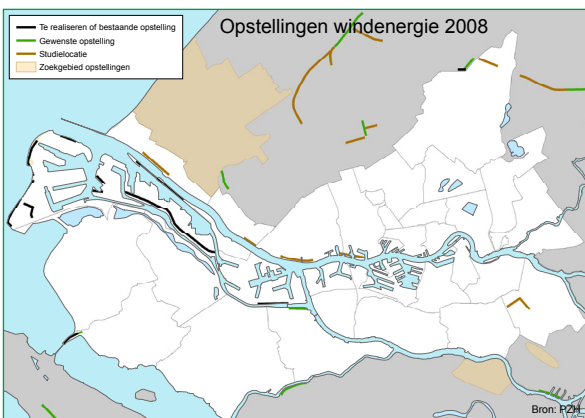 Opstellingen windenergie 2008
Te realiseren of bestaande opstelling
Gewenste opstelling
Studielocatie
Zoekgebied opstellingen
Bron: PZH